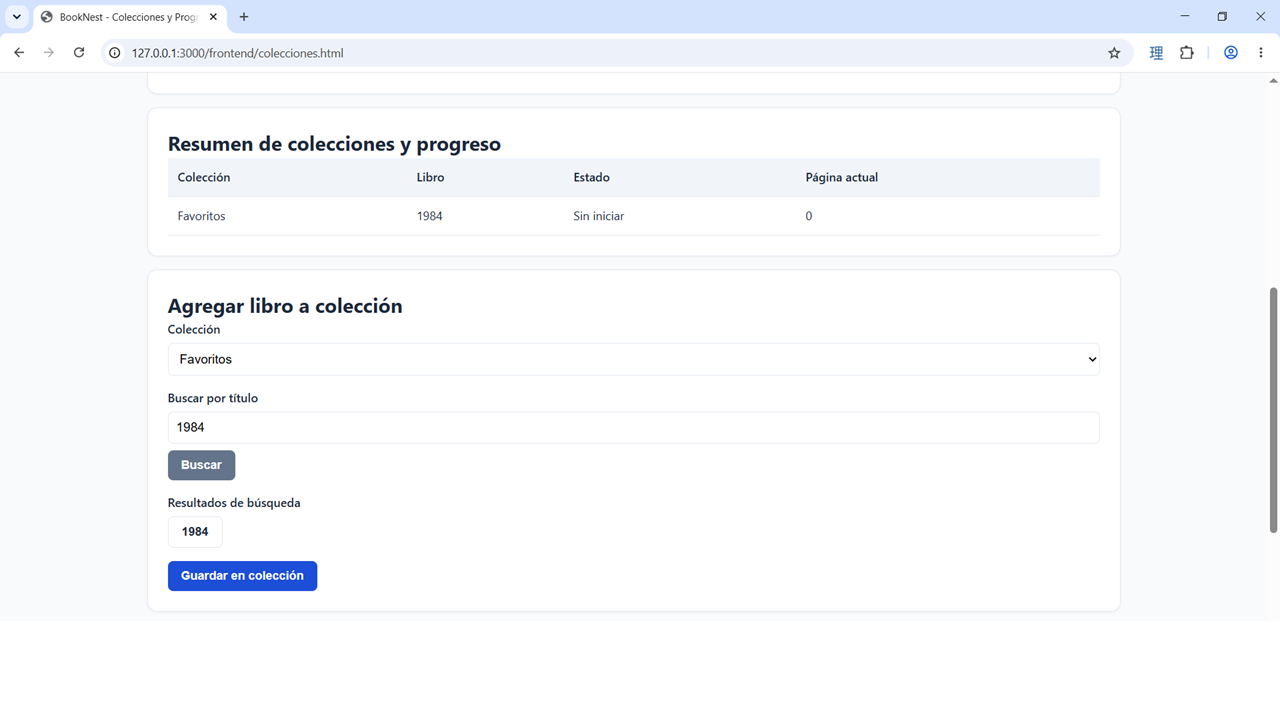 BookNest - Colecciones y Progr
127.0.0.1:3000/frontend/colecciones.html
理
Resumen de colecciones y progreso
Colección Libro Estado Página actual
Favoritos 1984 Sin iniciar 0
Agregar libro a colección
Colección
Favoritos
Buscar por título
1984
Buscar
Resultados de búsqueda
1984
Guardar en colección